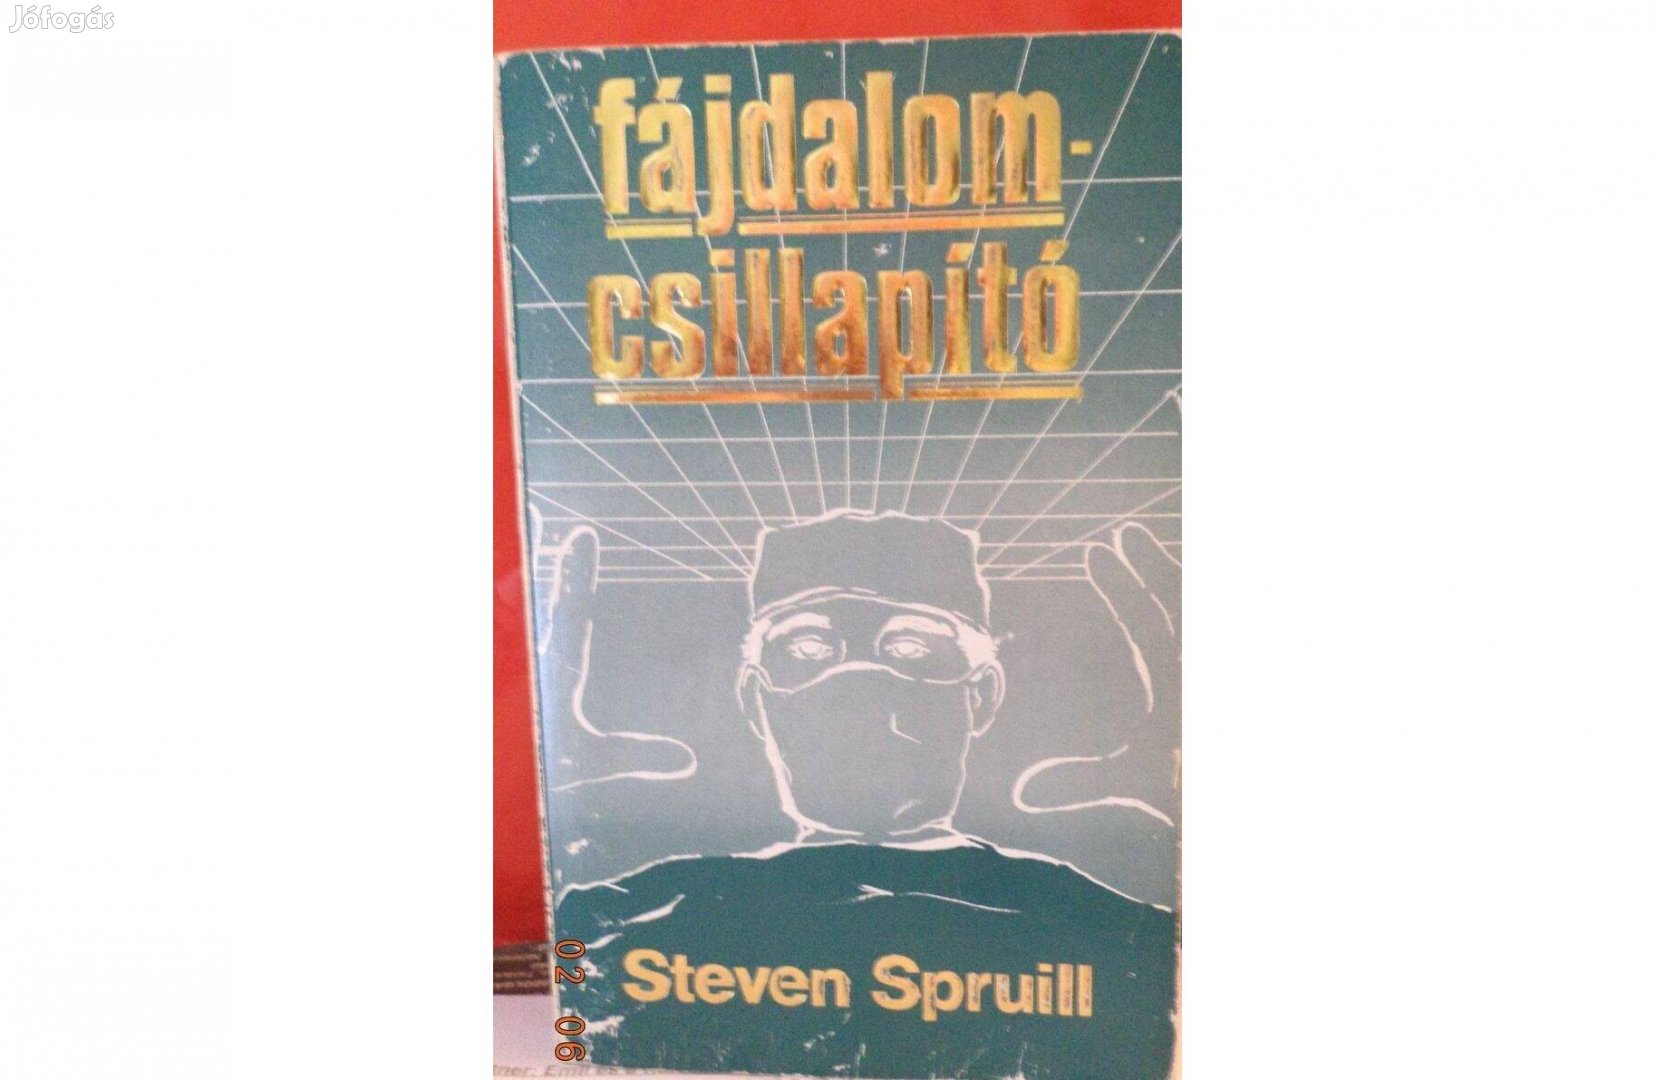 Jófogás
fájdalom-
csillapító
Steven Spruill
02 06